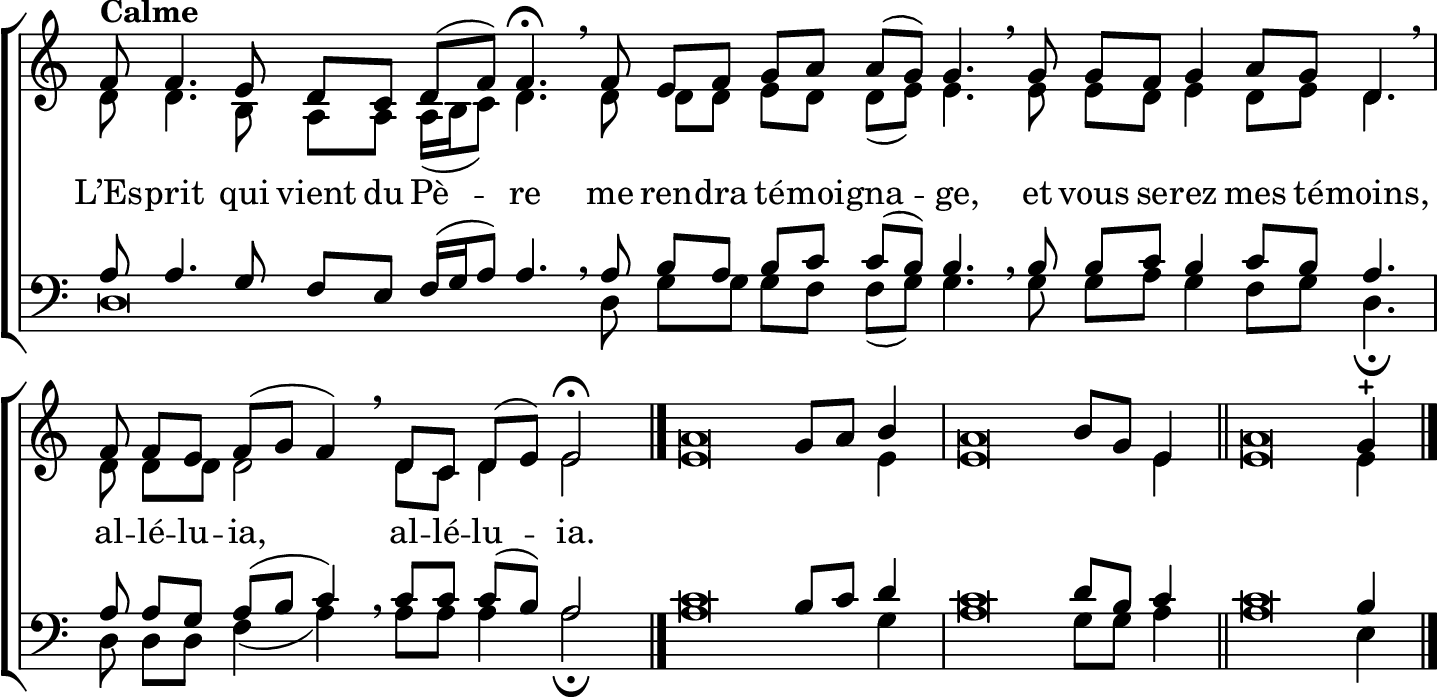 Calme
L’Esprit qui vient du Pè - re me rendra témoigna - ge, et vous serez mes témoins,
al - lé - lu - ia, al - lé - lu - ia.